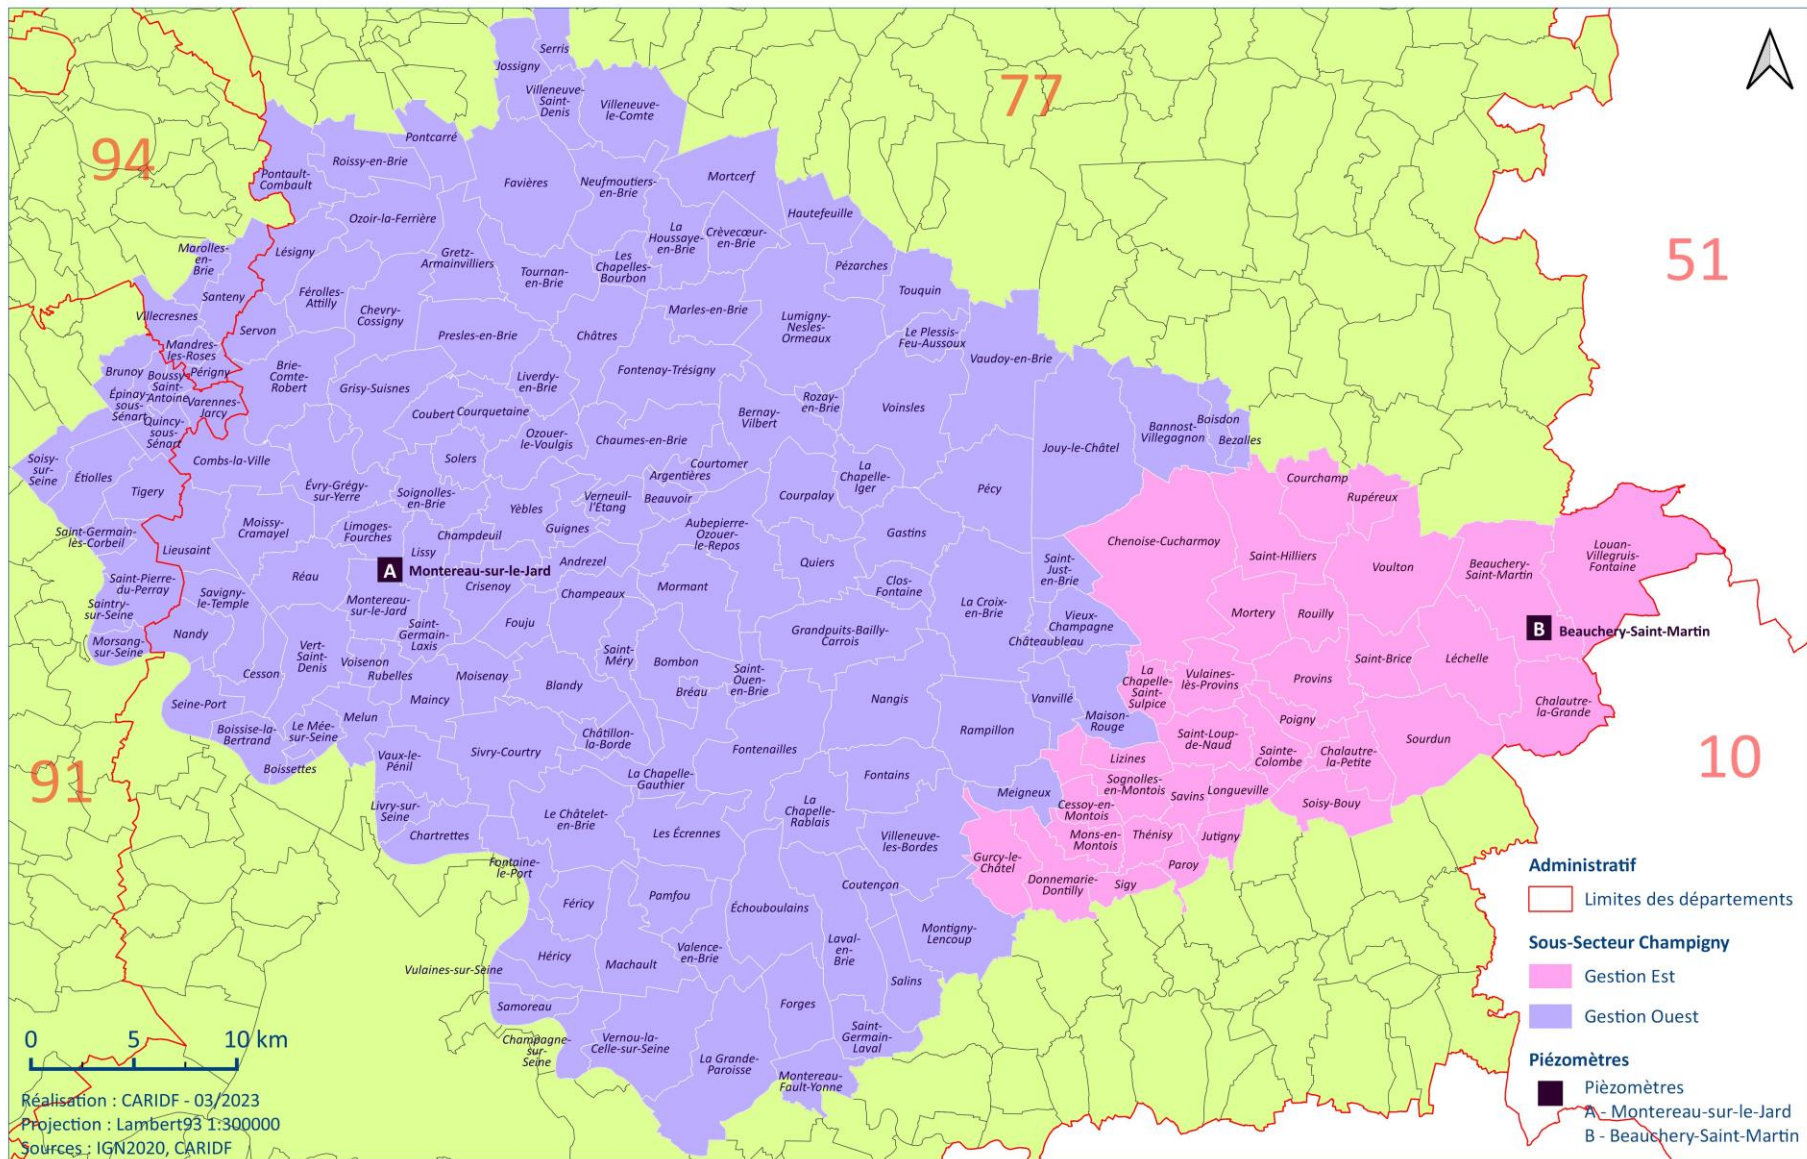 77
94
51
10
91
Serris
Jossigny
Villeneuve-
Saint-
Denis
Villeneuve-
le-Comte
Pontcarré
Roissy-en-Brie
Pontault-
Combault
Favières
Neufmoutiers-
en-Brie
Mortcerf
Hautefeuille
Ozoir-la-Ferrière
La
Houssaye-
en-Brie
Crèvecœur-
en-Brie
Marolles-
en-
Brie
Lésigny
Gretz-
Armainvilliers
Tournan-
en-Brie
Les
Chapelles-
Bourbon
Pézarches
Touquin
Santeny
Férolles-
Attilly
Chevry-
Cossigny
Villecresnes
Servon
Presles-en-Brie
Châtres
Marles-en-Brie
Lumigny-
Nesles-
Ormeaux
Le Plessis-
Feu-Aussoux
Vaudoy-en-Brie
Mandres-
les-Roses
Brunoy
Boussy-
Saint-
Antoine
Périgny
Brie-
Comte-
Robert
Grisy-Suisnes
Liverdy-
en-Brie
Fontenay-Trésigny
Épinay-
sous-
Sénart
Varennes-
Jarcy
Quincy-
sous-
Sénart
Coubert
Courquetaine
Ozouer-
le-Voulgis
Chaumes-en-Brie
Bernay-
Vilbert
Rozay-
en-Brie
Voinsles
Bannost-
Villegagnon
Boisdon
Bezalles
Jouy-le-Châtel
Soisy-
sur-
Seine
Étiolles
Tigery
Combs-la-Ville
Solers
Évry-Grégy-
sur-Yerre
Soignolles-
en-Brie
Yèbles
Verneuil-
l'Étang
Argentières
Courtomer
Beauvoir
Courpalay
La
Chapelle-
Iger
Pécy
Courchamp
Rupéreux
Saint-Germain-
lès-Corbeil
Lieusaint
Moissy-
Cramayel
Limoges-
Fourches
Lissy
Champdeuil
Guignes
Aubepierre-
Ozouer-
le-Repos
Gastins
Chenoise-Cucharmoy
Saint-Hilliers
Voulton
Beauchery-
Saint-Martin
Louan-
Villegruis-
Fontaine
A
Montereau-sur-le-Jard
Réau
Crisenoy
Andrezel
Champeaux
Mormant
Quiers
Clos-
Fontaine
Saint-
Just-
en-Brie
Saint-Pierre-
du-Perray
Savigny-
le-Temple
Montereau-
sur-le-Jard
Saint-
Germain-
Laxis
Fouju
La Croix-
en-Brie
Vieux-
Champagne
Châteaubleau
Mortery
Rouilly
B
Beauchery-Saint-Martin
Saintry-
sur-Seine
Morsang-
sur-Seine
Nandy
Cesson
Vert-
Saint-
Denis
Voisenon
Rubelles
Maincy
Moisenay
Blandy
Saint-
Méry
Bombon
Bréau
Saint-
Ouen-
en-Brie
Grandpuits-Bailly-
Carrois
Nangis
Vanvillé
La
Chapelle-
Saint-
Sulpice
Vulaines-
lès-Provins
Provins
Saint-Brice
Léchelle
Chalautre-
la-Grande
Seine-Port
Boissise-la-
Bertrand
Le Mée-
sur-Seine
Melun
Boissettes
Vaux-le-
Pénil
Sivry-Courtry
Châtillon-
la-Borde
Fontenailles
Rampillon
Maison-
Rouge
Saint-Loup-
de-Naud
Poigny
Sainte-
Colombe
Chalautre-
la-Petite
Sourdun
Livry-sur-
Seine
Chartrettes
Le Châtelet-
en-Brie
La Chapelle-
Gauthier
Les Écrennes
La
Chapelle-
Rablais
Fontains
Meigneux
Lizines
Sognolles-
en-Montois
Savins
Longueville
Soisy-Bouy
Villeneuve-
les-Bordes
Cessoy-en-
Montois
Mons-en-
Montois
Thénisy
Jutigny
Paroy
Gurcy-le-
Châtel
Donnemarie-
Dontilly
Sigy
Fontaine-
le-Port
Féricy
Pamfou
Échouboulains
Coutençon
Montigny-
Lencoup
Vulaines-sur-Seine
Héricy
Machault
Valence-
en-Brie
Laval-
en-
Brie
Salins
Samoreau
Champagne-
sur-
Seine
Vernou-la-
Celle-sur-Seine
Forges
Saint-
Germain-
Laval
La Grande-
Paroisse
Montereau-
Fault-Yonne
0 5 10 km
Réalisation : CARIDF - 03/2023
Projection : Lambert93 1:300000
Sources : IGN2020, CARIDF
Administratif
Limites des départements
Sous-Secteur Champigny
Gestion Est
Gestion Ouest
Piézomètres
Pièzomètres
A - Montereau-sur-le-Jard
B - Beauchery-Saint-Martin